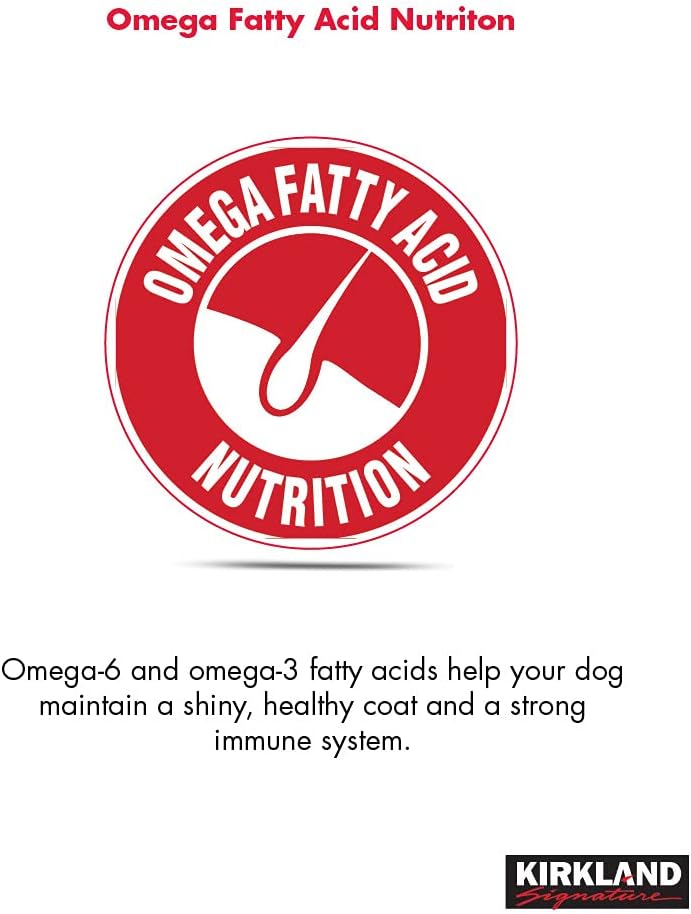 Omega Fatty Acid Nutriton
OMEGA FATTY ACID
NUTRITION
Omega-6 and omega-3 fatty acids help your dog
maintain a shiny, healthy coat and a strong
immune system.
KIRKLAND
Signature